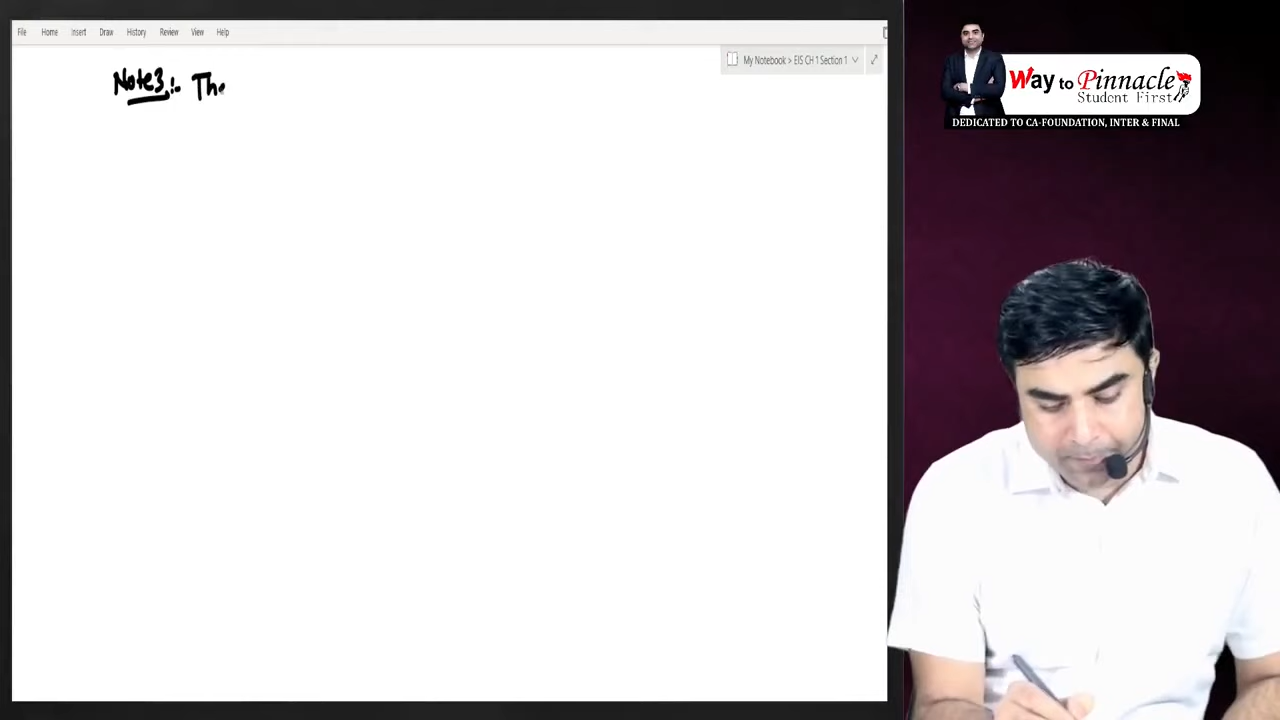 File Home Insert Draw History Review View Help
My Notebook > EIS CH 1 Section 1
Note3:- The
Way to Pinnacle
Student First
DEDICATED TO CA-FOUNDATION, INTER & FINAL